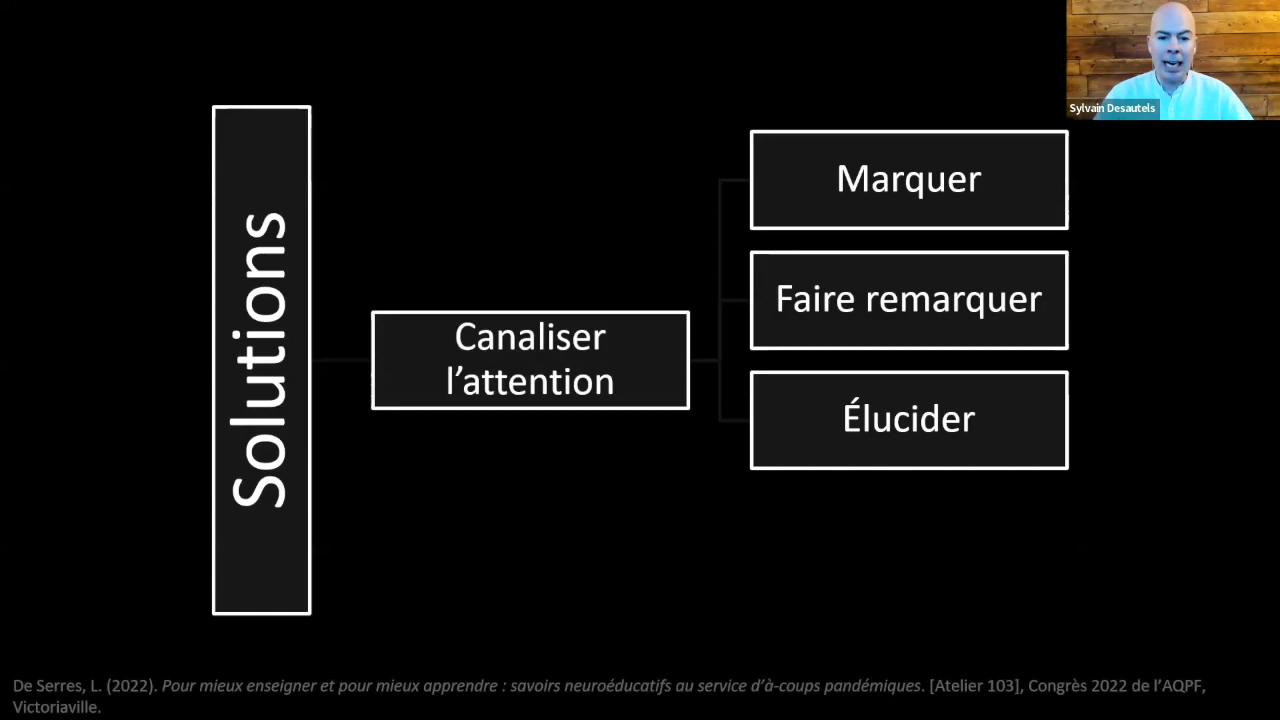 Sylvain Desautels
Solutions
Canaliser
l’attention
Marquer
Faire remarquer
Élucider
De Serres, L. (2022). Pour mieux enseigner et pour mieux apprendre : savoirs neuroéducatifs au service d’à-coups pandémiques. [Atelier 103], Congrès 2022 de l’AQPF,
Victoriaville.